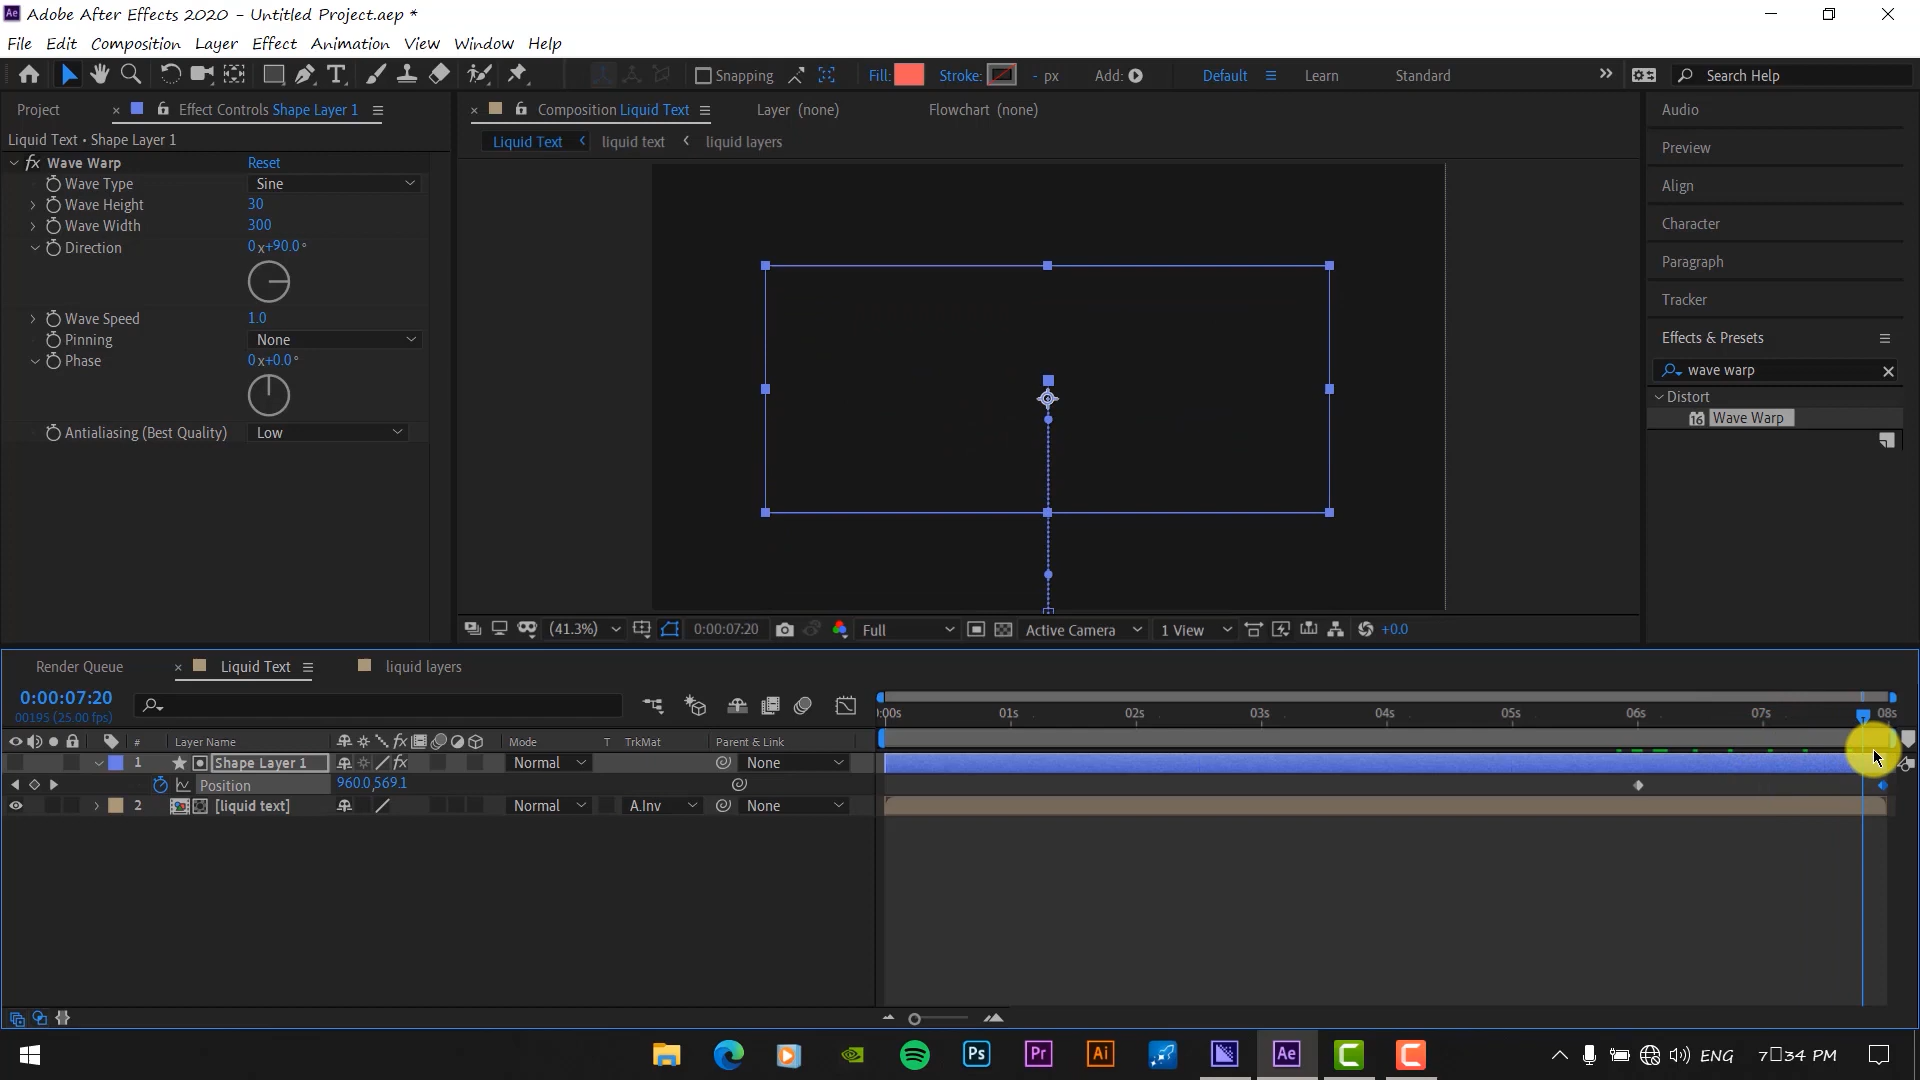 Adobe After Effects 2020 - Untitled Project.aep *
File Edit Composition Layer Effect Animation View Window Help
Snapping Fill: Stroke: - px Add: Default Learn Standard Search Help
Project Effect Controls Shape Layer 1
Composition Liquid Text Layer (none) Flowchart (none)
Liquid Text • Shape Layer 1
Liquid Text liquid text liquid layers
fx Wave Warp Reset
Wave Type Sine
Wave Height 30
Wave Width 300
Direction 0x+90.0°
Wave Speed 1.0
Pinning None
Phase 0x+0.0°
Antialiasing (Best Quality) Low
Audio
Preview
Align
Character
Paragraph
Tracker
Effects & Presets
wave warp
Distort
16 Wave Warp
(41.3%) 0:00:07:20 Full Active Camera 1 View +0.0
Render Queue Liquid Text liquid layers
0:00:07:20
00195 (25.00 fps)
:00s 01s 02s 03s 04s 05s 06s 07s 08s
# Layer Name Mode T TrkMat Parent & Link
1 Shape Layer 1 Normal None
Position 960.0,569.1
2 [liquid text] Normal A.Inv None
Ps Pr Ai Ae ENG 7□34 PM